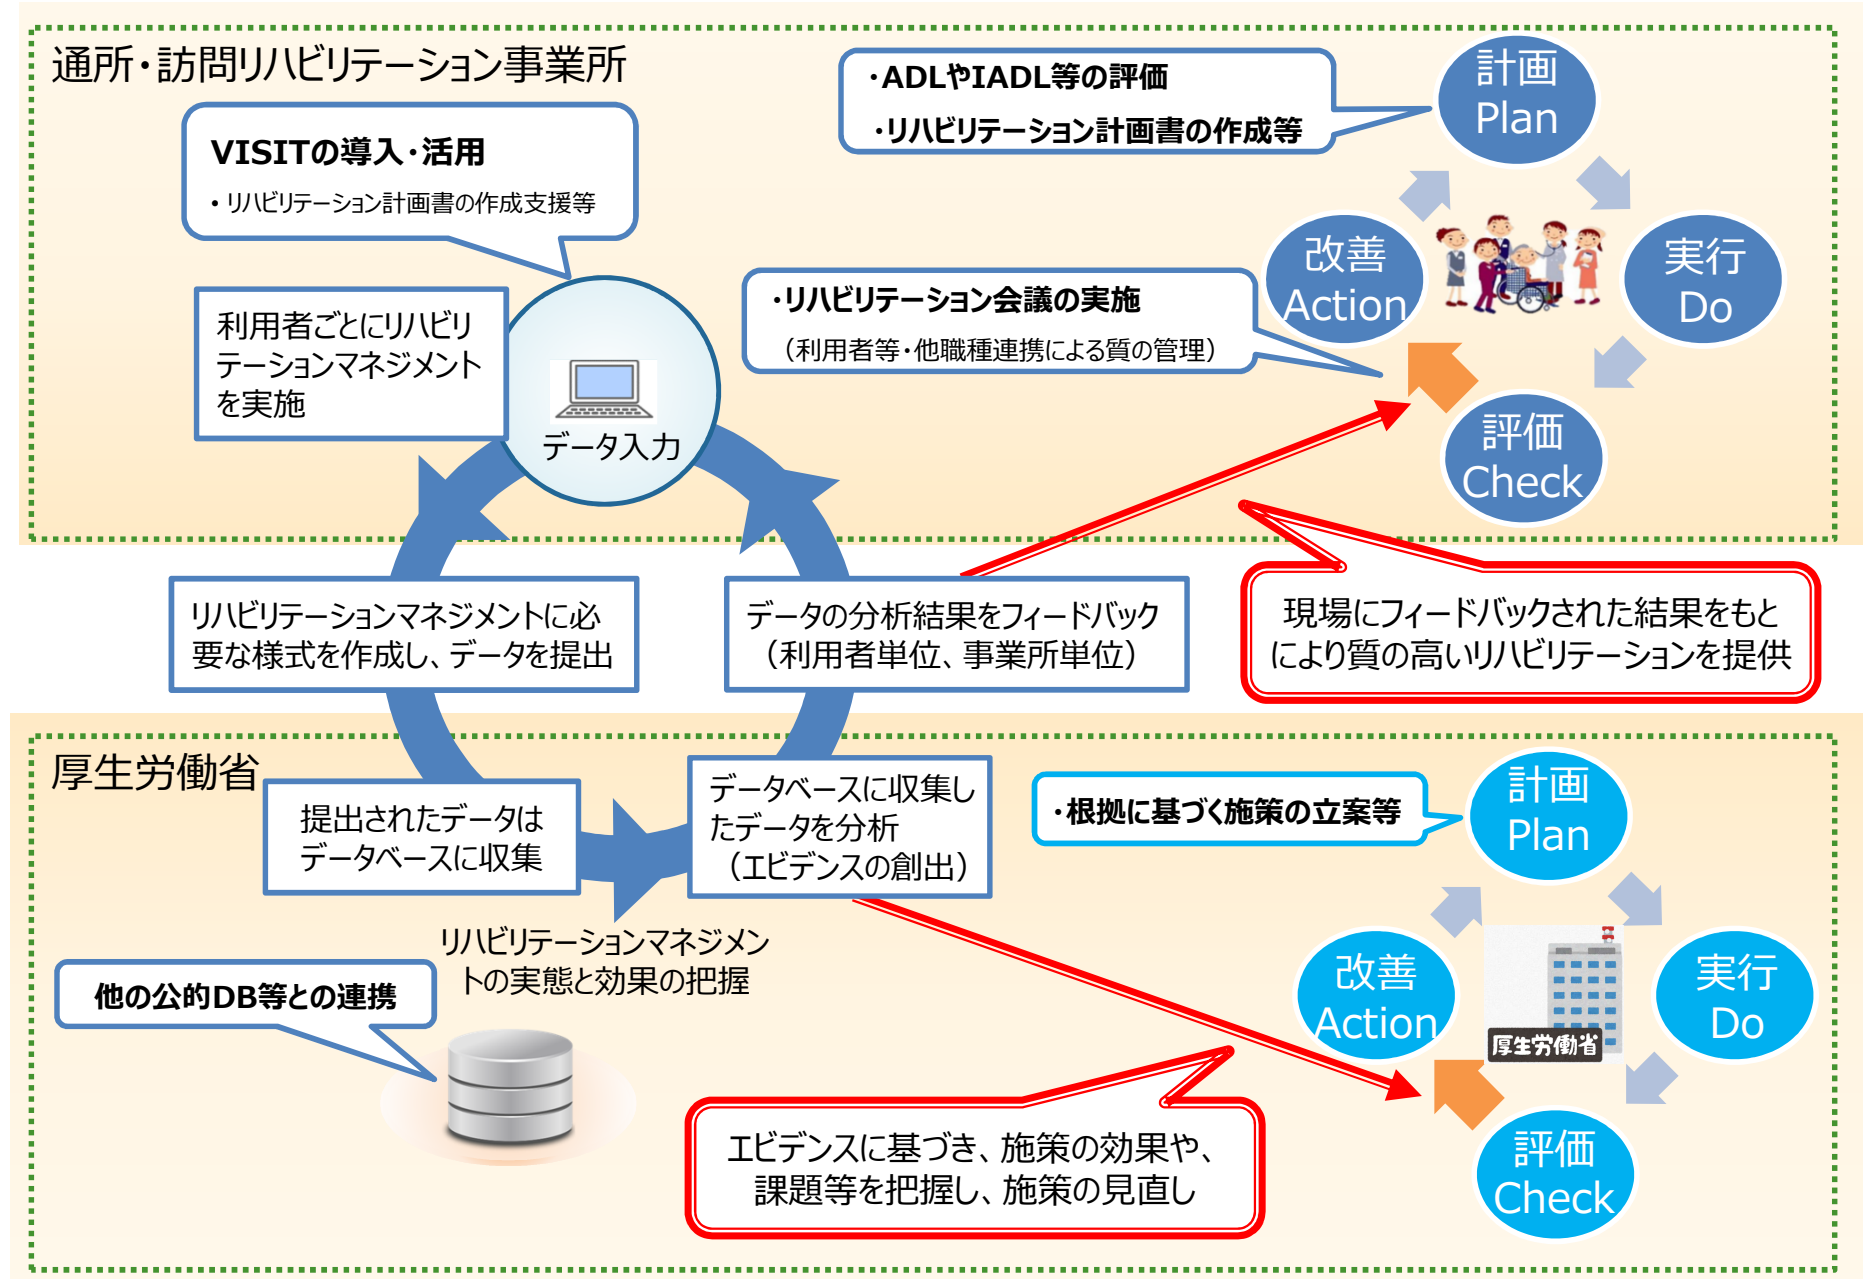 通所・訪問リハビリテーション事業所
VISITの導入・活用
・リハビリテーション計画書の作成支援等
・ADLやIADL等の評価
・リハビリテーション計画書の作成等
計画
Plan
実行
Do
評価
Check
改善
Action
・リハビリテーション会議の実施
（利用者等・他職種連携による質の管理）
利用者ごとにリハビリ
テーションマネジメント
を実施
データ入力
リハビリテーションマネジメントに必
要な様式を作成し、データを提出
データの分析結果をフィードバック
（利用者単位、事業所単位）
現場にフィードバックされた結果をもと
により質の高いリハビリテーションを提供
厚生労働省
提出されたデータは
データベースに収集
データベースに収集し
たデータを分析
（エビデンスの創出）
リハビリテーションマネジメン
トの実態と効果の把握
他の公的DB等との連携
・根拠に基づく施策の立案等
計画
Plan
実行
Do
評価
Check
改善
Action
厚生労働省
エビデンスに基づき、施策の効果や、
課題等を把握し、施策の見直し